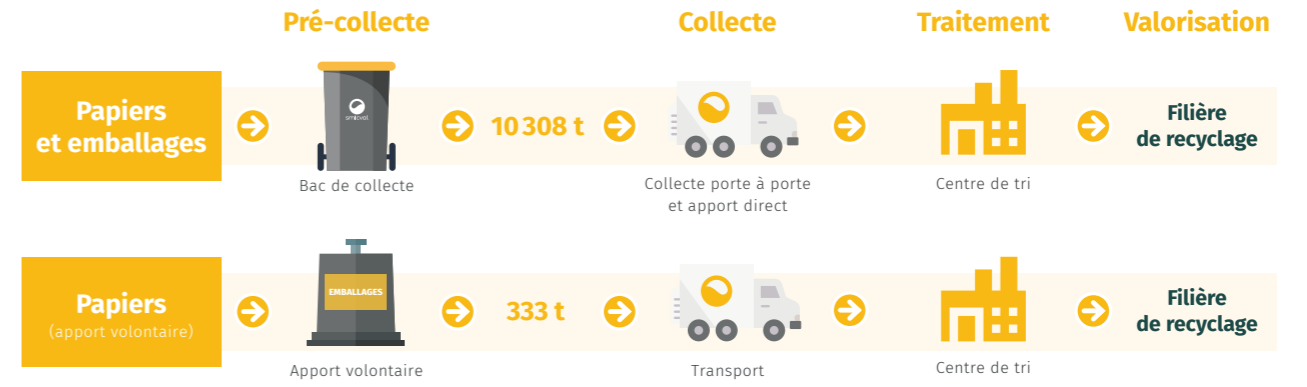 Pré-collecte
Collecte
Traitement
Valorisation
Papiers
et emballages
smitoval
10 308 t
Filière
de recyclage
Bac de collecte
Collecte porte à porte
et apport direct
Centre de tri
Papiers
(apport volontaire)
EMBALLAGES
333 t
Filière
de recyclage
Apport volontaire
Transport
Centre de tri